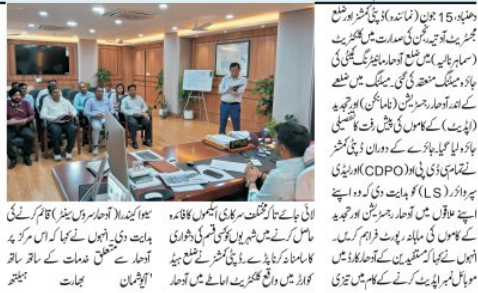 دھنباد، 15 جون (نمائندہ) ڈپٹی کمشنر اور ضلع
مجسٹریٹ آدتیہ رنجن کی صدارت میں کلکٹریٹ
(سماہرنالیہ) میں ضلع آدھار مانیٹرنگ کمیٹی کی
جائزہ میٹنگ منعقد کی گئی۔ میٹنگ میں ضلع
کے اندر آدھار رجسٹریشن (نامانکن) اور تجدید
(اپڈیٹ) کے کاموں کی پیش رفت کا تفصیلی
جائزہ لیا گیا۔ جائزے کے دوران ڈپٹی کمشنر
نے تمام سی ڈی پی او (CDPO) اور لیڈی
سپروائزر (LS) کو ہدایت دی کہ وہ اپنے
اپنے علاقوں میں آدھار رجسٹریشن اور تجدید
کے کاموں کی ماہانہ رپورٹ فراہم کریں۔
انہوں نے کہا کہ مستفیدین کے آدھار کارڈ میں
موبائل نمبر اپڈیٹ کرنے کے کام میں تیزی
لائی جائے تاکہ مختلف سرکاری اسکیموں کا فائدہ
حاصل کرنے میں شہریوں کو کسی قسم کی دشواری
کا سامنا نہ کرنا پڑے۔ ڈپٹی کمشنر نے ضلع ہیڈ
کوارٹر میں واقع کلکٹریٹ احاطے میں آدھار
سیوا کیندرا (آدھار سروس سینٹر) قائم کرنے کی
ہدایت دی۔ انہوں نے کہا کہ اس مرکز پر
آدھار سے متعلق خدمات کے ساتھ ساتھ
'آیوشمان بھارت ہیلتھ